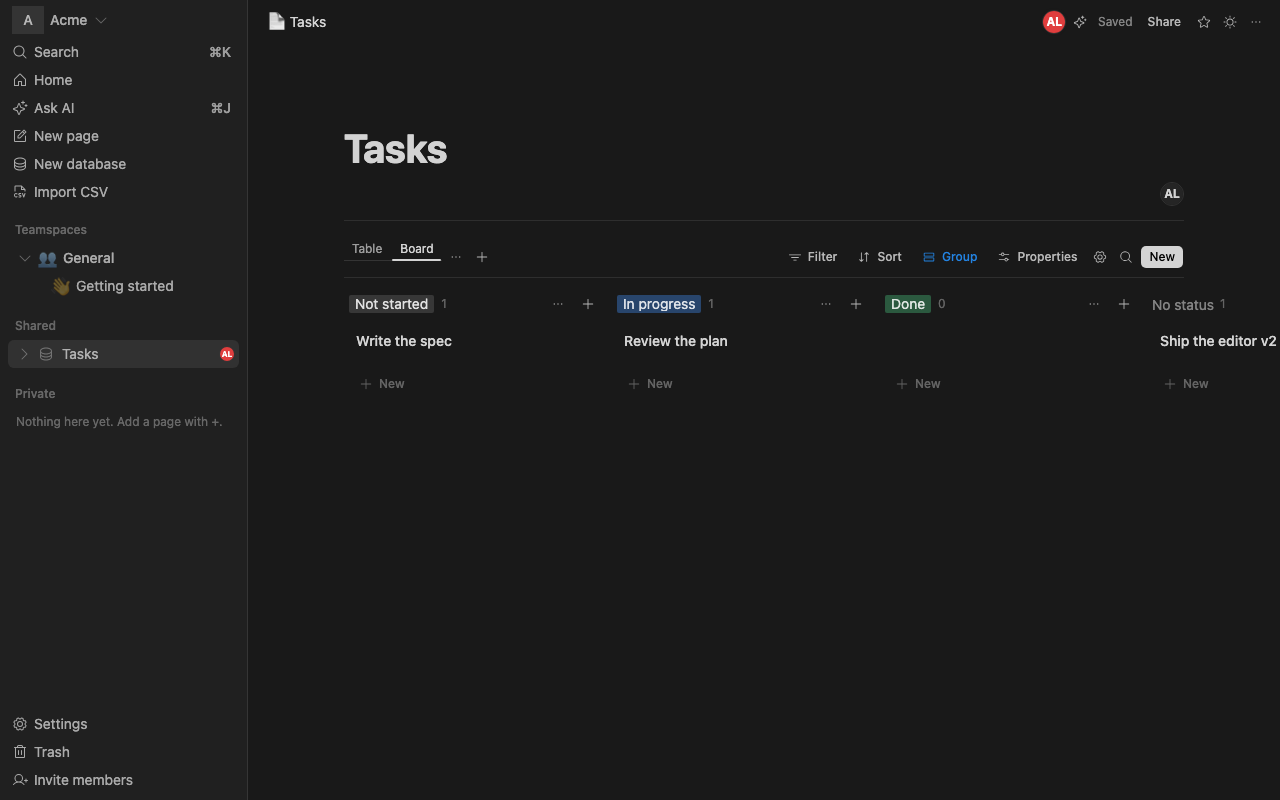 A Acme
Search ⌘K
Home
Ask AI ⌘J
New page
New database
CSV Import CSV
Teamspaces
General
Getting started
Shared
Tasks AL
Private
Nothing here yet. Add a page with +.
Settings
Trash
Invite members
Tasks
AL Saved Share
Tasks
AL
Table Board Filter Sort Group Properties New
Not started 1 In progress 1 Done 0 No status 1
Write the spec Review the plan Ship the editor v2
New New New New